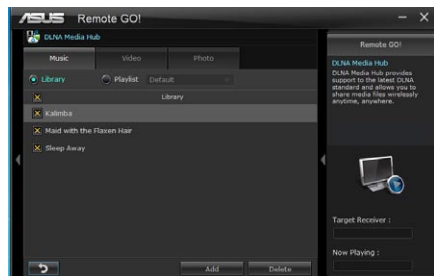 ASUS Remote GO!
DLNA Media Hub
Music Video Photo
Library Playlist Default
Library
Kalimba
Maid with the Flaxen Hair
Sleep Away
Add Delete
Remote GO!
DLNA Media Hub
DLNA Media Hub provides
support to the latest DLNA
standard and allows you to
share media files wirelessly
anytime, anywhere.
Target Receiver :
Now Playing :